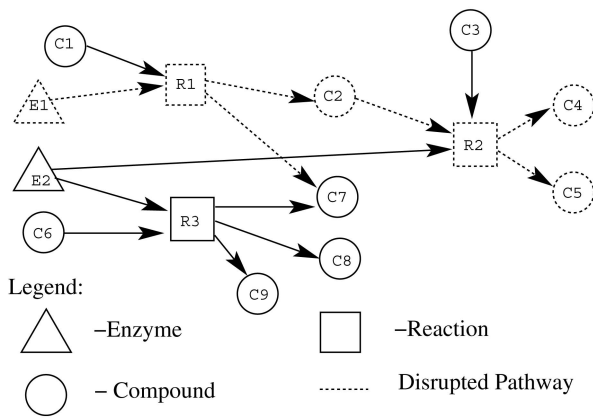 C1
C3
R1
E1
C2
C4
R2
E2
C7
C5
R3
C6
C8
C9
Legend:
–Enzyme
–Reaction
– Compound
Disrupted Pathway